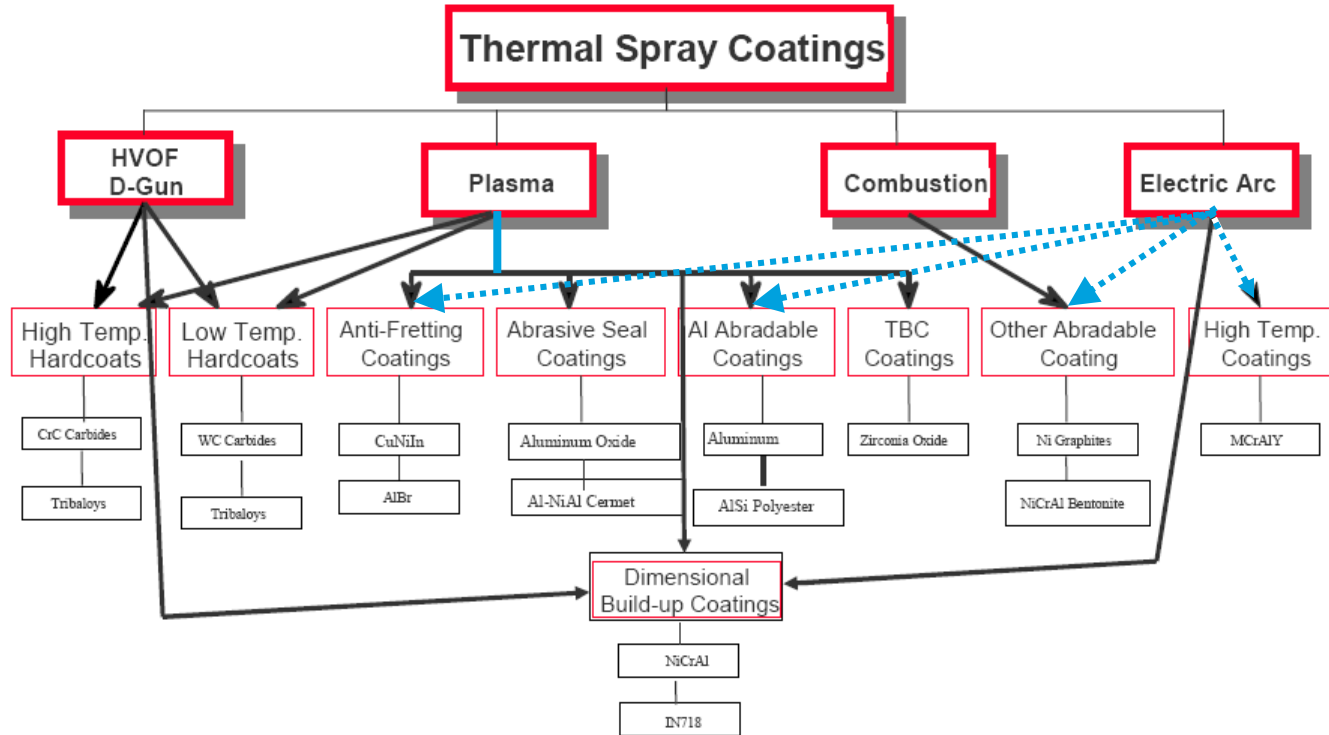 Thermal Spray Coatings
HVOF
D-Gun
Plasma
Combustion
Electric Arc
High Temp.
Hardcoats
Low Temp.
Hardcoats
Anti-Fretting
Coatings
Abrasive Seal
Coatings
Al Abradable
Coatings
TBC
Coatings
Other Abradable
Coating
High Temp.
Coatings
CrC Carbides
WC Carbides
CuNiIn
Aluminum Oxide
Aluminum
Zirconia Oxide
Ni Graphites
MCrAlY
Tribaloys
Tribaloys
AlBr
Al-NiAl Cermet
AlSi Polyester
NiCrAl Bentonite
Dimensional
Build-up Coatings
NiCrAl
IN718